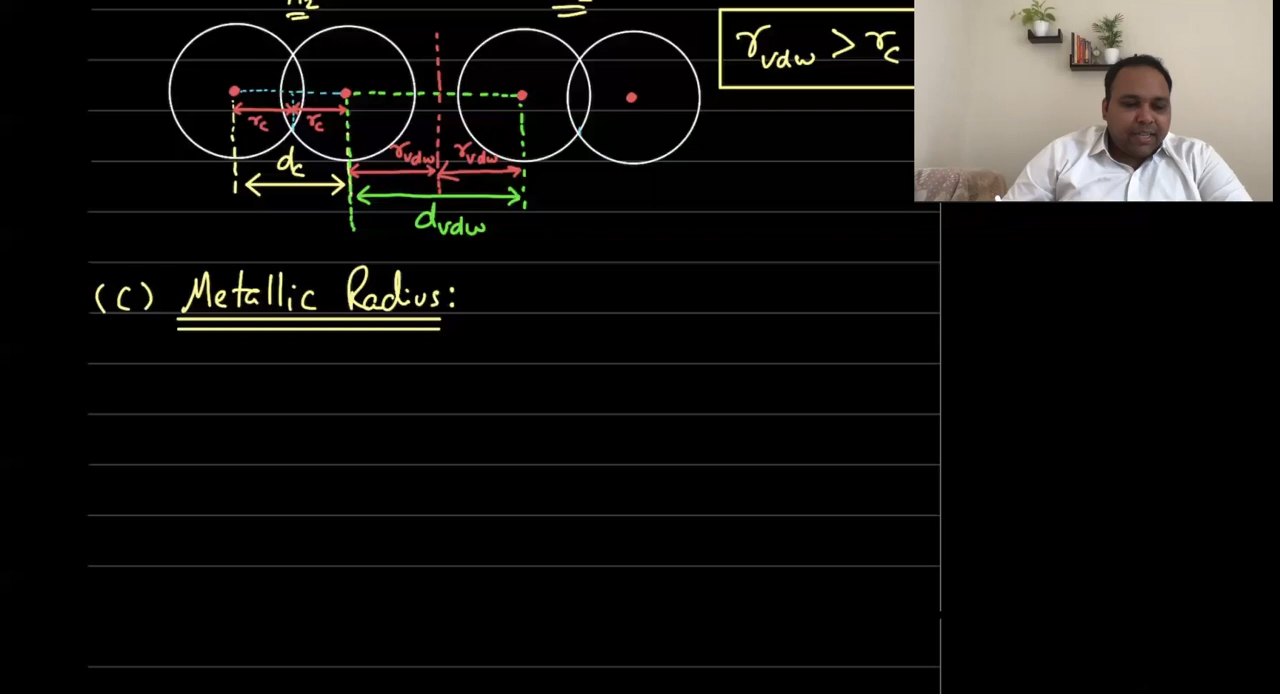 r_vdw > r_c
r_c r_c
d_c r_vdw r_vdw
d_vdw
(C) Metallic Radius: